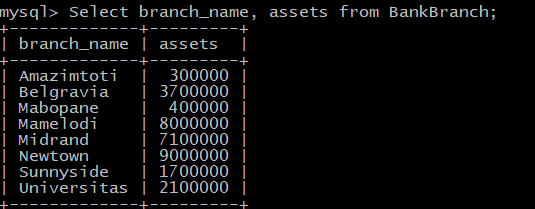 mysql> Select branch_name, assets from BankBranch;
+-------------+---------+
| branch_name | assets  |
+-------------+---------+
| Amazimtoti  |  300000 |
| Belgravia   | 3700000 |
| Mabopane    |  400000 |
| Mamelodi    | 8000000 |
| Midrand     | 7100000 |
| Newtown     | 9000000 |
| Sunnyside   | 1700000 |
| Universitas | 2100000 |
+-------------+---------+